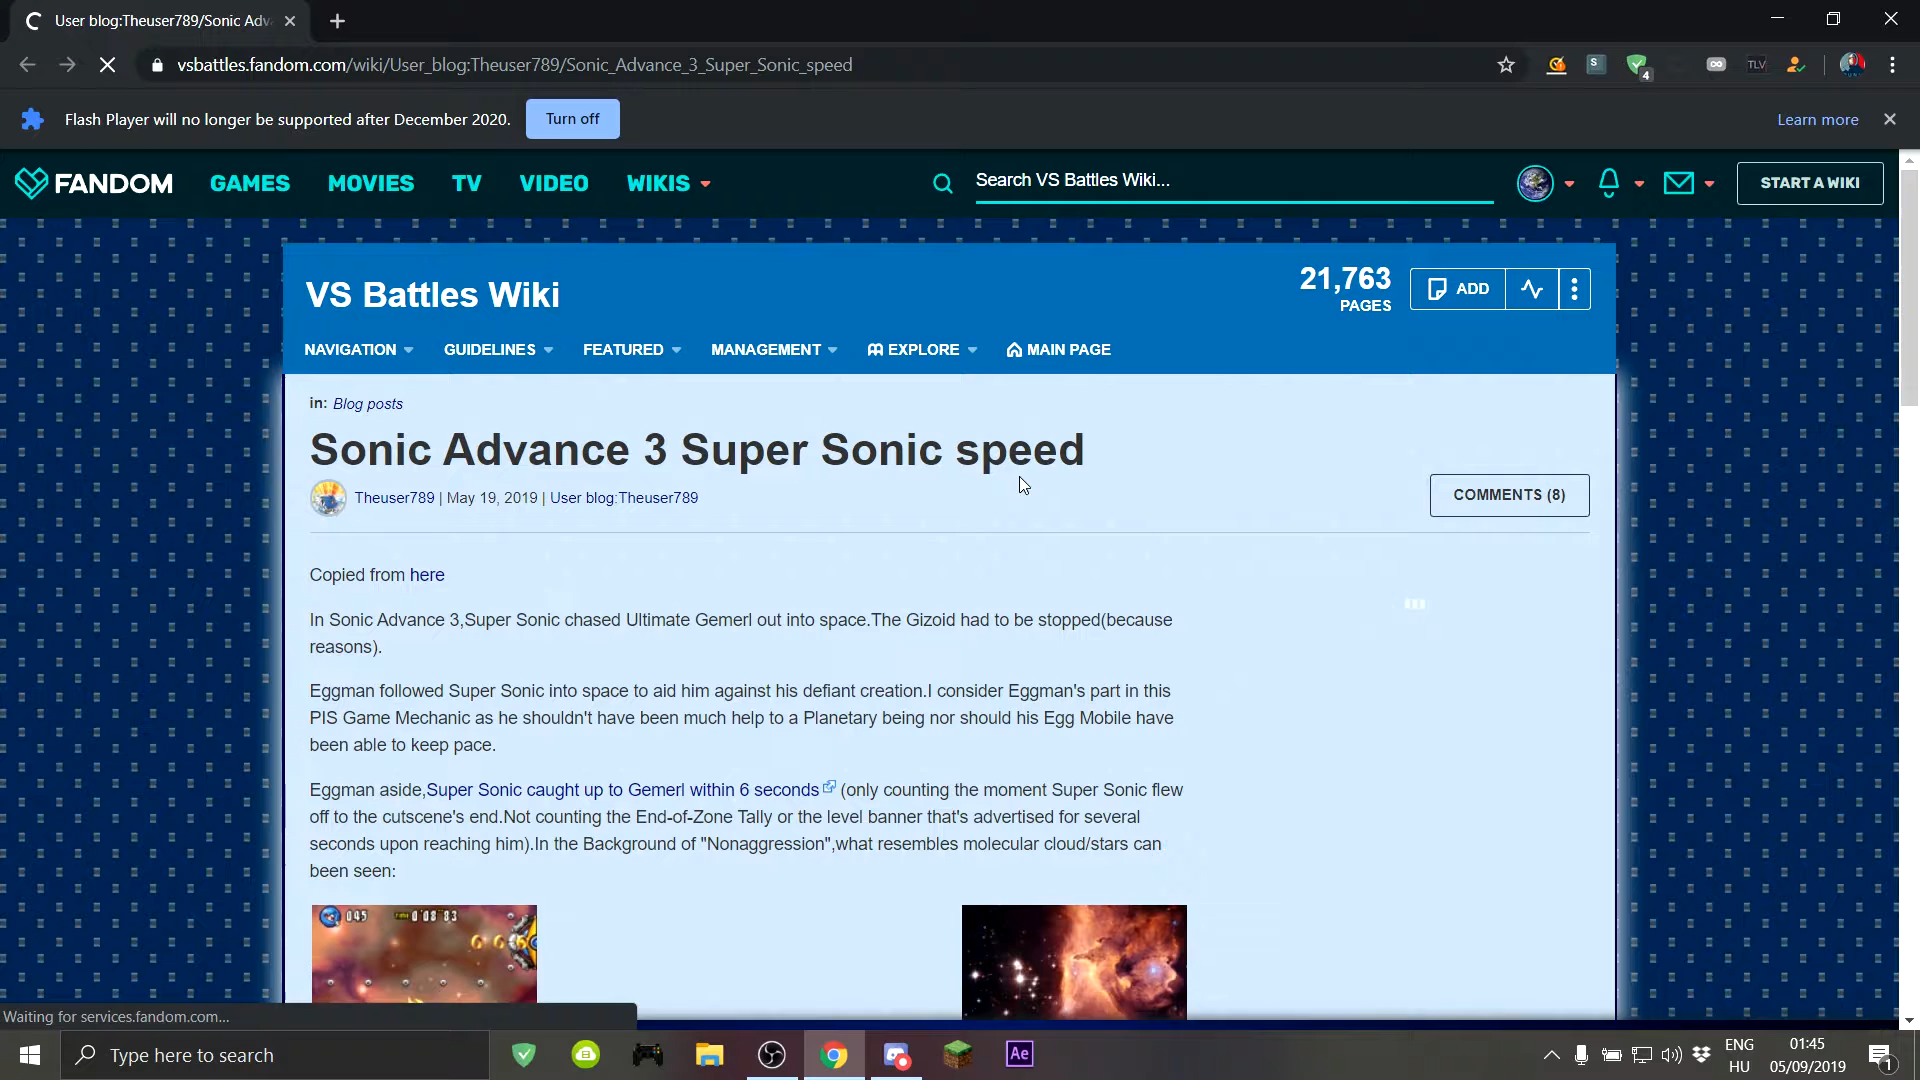 User blog:Theuser789/Sonic Adv
vsbattles.fandom.com/wiki/User_blog:Theuser789/Sonic_Advance_3_Super_Sonic_speed
S
4
TLV
Flash Player will no longer be supported after December 2020.
Turn off
Learn more
FANDOM
GAMES
MOVIES
TV
VIDEO
WIKIS
Search VS Battles Wiki...
START A WIKI
VS Battles Wiki
21,763
PAGES
ADD
NAVIGATION
GUIDELINES
FEATURED
MANAGEMENT
EXPLORE
MAIN PAGE
in: Blog posts
Sonic Advance 3 Super Sonic speed
Theuser789 | May 19, 2019 | User blog:Theuser789
COMMENTS (8)
Copied from here
In Sonic Advance 3,Super Sonic chased Ultimate Gemerl out into space.The Gizoid had to be stopped(because
reasons).
Eggman followed Super Sonic into space to aid him against his defiant creation.I consider Eggman's part in this
PIS Game Mechanic as he shouldn't have been much help to a Planetary being nor should his Egg Mobile have
been able to keep pace.
Eggman aside,Super Sonic caught up to Gemerl within 6 seconds (only counting the moment Super Sonic flew
off to the cutscene's end.Not counting the End-of-Zone Tally or the level banner that's advertised for several
seconds upon reaching him).In the Background of "Nonaggression",what resembles molecular cloud/stars can
been seen:
045
0'08'83
Waiting for services.fandom.com...
Type here to search
Ae
ENG
HU
01:45
05/09/2019
1